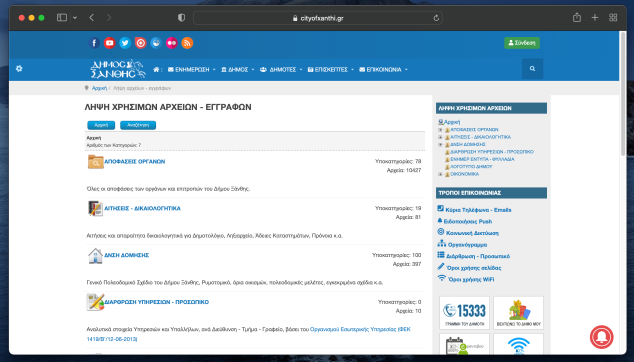 cityofxanthi.gr
Σύνδεση
ΔΗΜΟΣ ΞΑΝΘΗΣ
ΕΝΗΜΕΡΩΣΗ
ΔΗΜΟΣ
ΔΗΜΟΤΕΣ
ΕΠΙΣΚΕΠΤΕΣ
ΕΠΙΚΟΙΝΩΝΙΑ
Αρχική / Λήψη αρχείων - εγγράφων
ΛΗΨΗ ΧΡΗΣΙΜΩΝ ΑΡΧΕΙΩΝ - ΕΓΓΡΑΦΩΝ
Αρχική
Αναζήτηση
Αρχική
Αριθμός των Κατηγοριών: 7
ΑΠΟΦΑΣΕΙΣ ΟΡΓΑΝΩΝ
Υποκατηγορίες: 78
Αρχεία: 10427
Όλες οι αποφάσεις των οργάνων και επιτροπών του Δήμου Ξάνθης.
ΑΙΤΗΣΕΙΣ - ΔΙΚΑΙΟΛΟΓΗΤΙΚΑ
Υποκατηγορίες: 19
Αρχεία: 81
Αιτήσεις και απαραίτητα δικαιολογητικά για Δημοτολόγιο, Ληξιαρχείο, Άδειες Καταστημάτων, Πρόνοια κ.α.
Δ/ΝΣΗ ΔΟΜΗΣΗΣ
Υποκατηγορίες: 100
Αρχεία: 397
Γενικό Πολεοδομικό Σχέδιο του Δήμου Ξάνθης, Ρυμοτομικό, όρια οικισμών, πολεοδομικές μελέτες, εγκεκριμένα σχέδια κ.α.
ΔΙΑΡΘΡΩΣΗ ΥΠΗΡΕΣΙΩΝ - ΠΡΟΣΩΠΙΚΟ
Υποκατηγορίες: 0
Αρχεία: 10
Αναλυτικά στοιχεία Υπηρεσιών και Υπαλλήλων, ανά Διεύθυνση - Τμήμα - Γραφείο, βάσει του Οργανισμού Εσωτερικής Υπηρεσίας (ΦΕΚ
1419/Β'/12-06-2013)
ΛΗΨΗ ΧΡΗΣΙΜΩΝ ΑΡΧΕΙΩΝ
Αρχική
ΑΠΟΦΑΣΕΙΣ ΟΡΓΑΝΩΝ
ΑΙΤΗΣΕΙΣ - ΔΙΚΑΙΟΛΟΓΗΤΙΚΑ
Δ/ΝΣΗ ΔΟΜΗΣΗΣ
ΔΙΑΡΘΡΩΣΗ ΥΠΗΡΕΣΙΩΝ - ΠΡΟΣΩΠΙΚΟ
ΕΝΗΜΕΡ ΕΝΤΥΠΑ - ΦΥΛΛΑΔΙΑ
ΛΟΓΟΤΥΠΟ ΔΗΜΟΥ
ΟΙΚΟΝΟΜΙΚΑ
ΤΡΟΠΟΙ ΕΠΙΚΟΙΝΩΝΙΑΣ
Κύρια Τηλέφωνα - Emails
Ειδοποιήσεις Push
Κοινωνική Δικτύωση
Οργανόγραμμα
Διάρθρωση - Προσωπικό
Όροι χρήσης σελίδας
Όροι χρήσης WiFi
15333
ΓΡΑΜΜΗ ΤΟΥ ΔΗΜΟΤΗ
ΒΕΛΤΙΩΝΩ ΤΟ ΔΗΜΟ ΜΟΥ